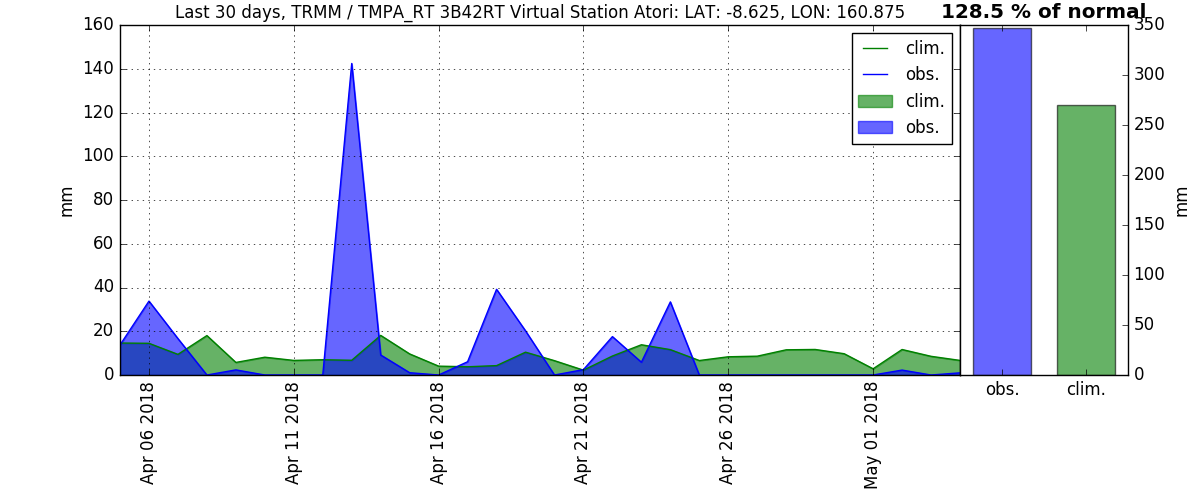 Last 30 days, TRMM / TMPA_RT 3B42RT Virtual Station Atori: LAT: -8.625, LON: 160.875
128.5 % of normal
160
140
120
100
80
60
40
20
0
mm
clim.
obs.
clim.
obs.
350
300
250
200
150
100
50
0
mm
Apr 06 2018
Apr 11 2018
Apr 16 2018
Apr 21 2018
Apr 26 2018
May 01 2018
obs.
clim.